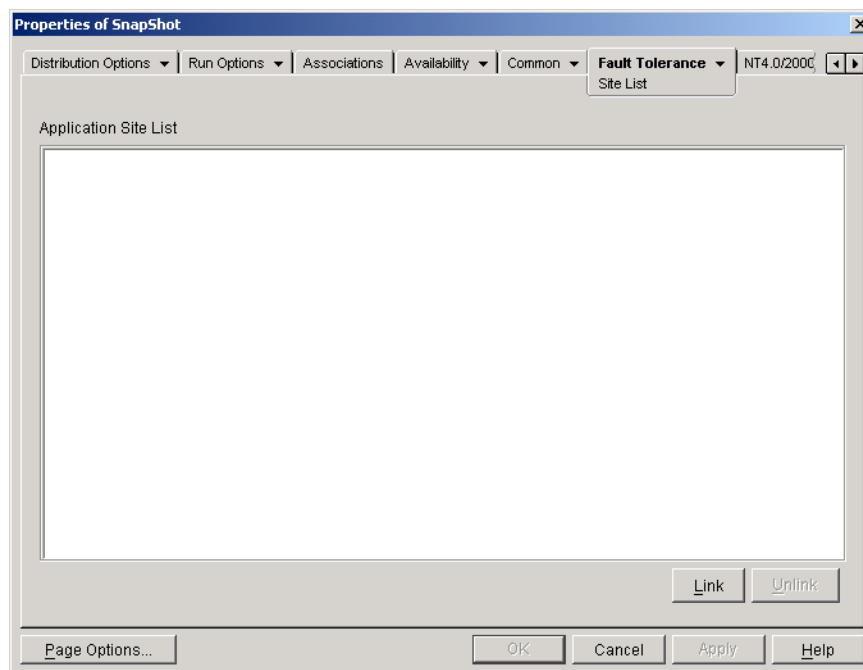 Properties of SnapShot
Distribution Options Run Options Associations Availability Common Fault Tolerance NT4.0/2000
Site List
Application Site List
Link Unlink
Page Options... OK Cancel Apply Help